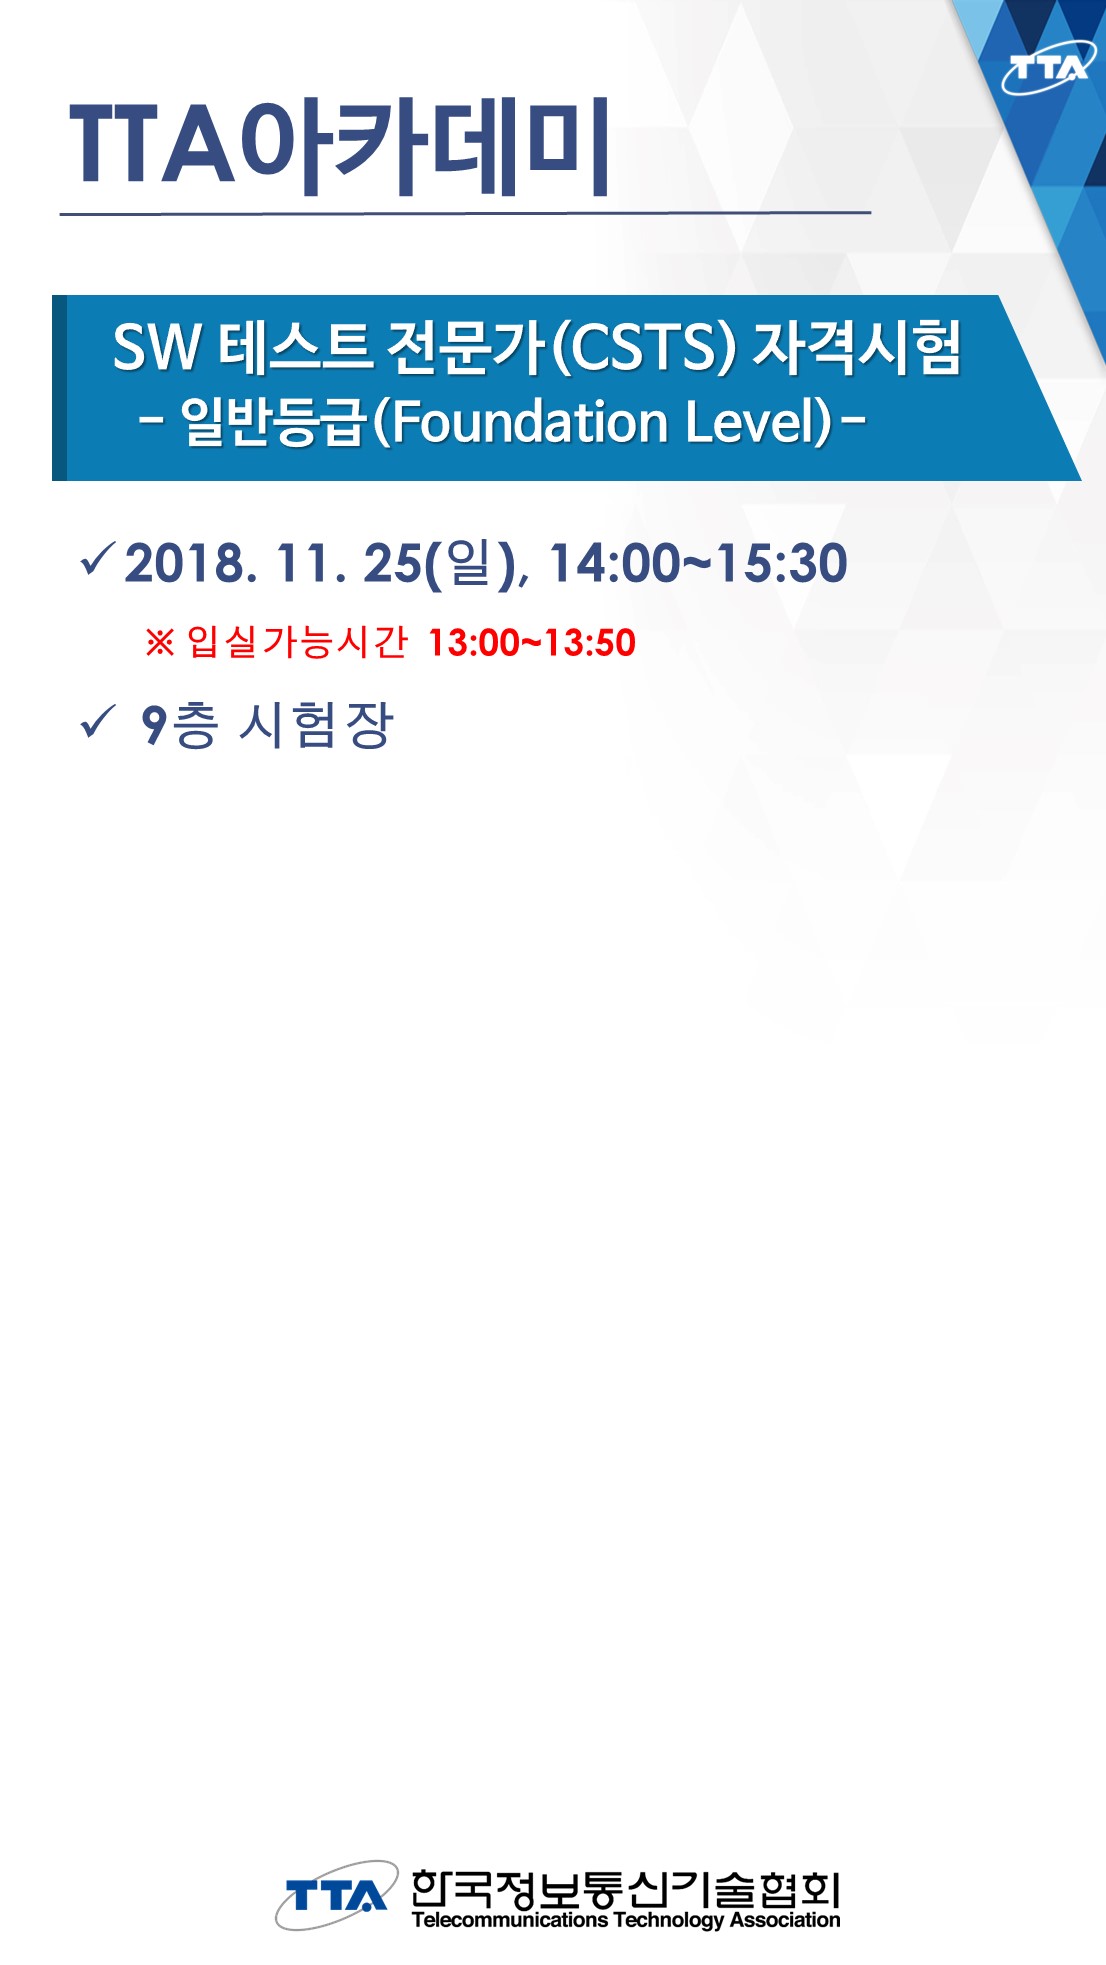 TTA
TTA아카데미
SW 테스트 전문가(CSTS) 자격시험
- 일반등급(Foundation Level)-
✓2018. 11. 25(일), 14:00~15:30
※ 입실가능시간 13:00~13:50
✓ 9층 시험장
TTA 한국정보통신기술협회
Telecommunications Technology Association